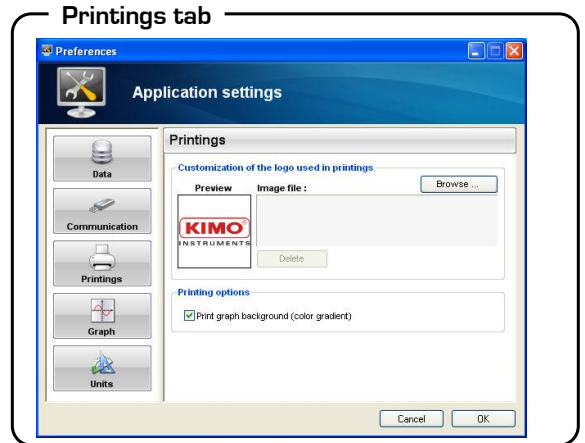 Printings tab
Preferences
Application settings
Data
Communication
Printings
Graph
Units
Printings
Customization of the logo used in printings
Preview
Image file :
Browse ...
KIMO
INSTRUMENTS
Delete
Printing options
Print graph background (color gradient)
Cancel
OK